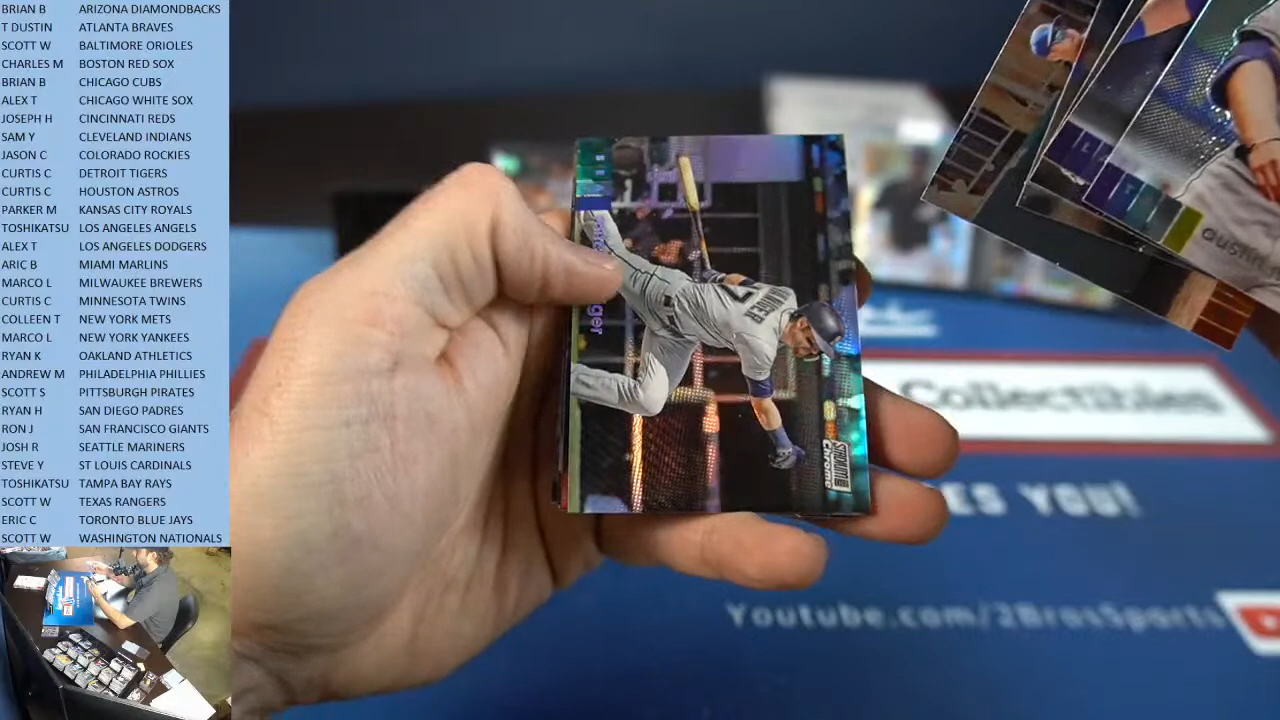 BRIAN B ARIZONA DIAMONDBACKS
T DUSTIN ATLANTA BRAVES
SCOTT W BALTIMORE ORIOLES
CHARLES M BOSTON RED SOX
BRIAN B CHICAGO CUBS
ALEX T CHICAGO WHITE SOX
JOSEPH H CINCINNATI REDS
SAM Y CLEVELAND INDIANS
JASON C COLORADO ROCKIES
CURTIS C DETROIT TIGERS
CURTIS C HOUSTON ASTROS
PARKER M KANSAS CITY ROYALS
TOSHIKATSU LOS ANGELES ANGELS
ALEX T LOS ANGELES DODGERS
ARIC B MIAMI MARLINS
MARCO L MILWAUKEE BREWERS
CURTIS C MINNESOTA TWINS
COLLEEN T NEW YORK METS
MARCO L NEW YORK YANKEES
RYAN K OAKLAND ATHLETICS
ANDREW M PHILADELPHIA PHILLIES
SCOTT S PITTSBURGH PIRATES
RYAN H SAN DIEGO PADRES
RON J SAN FRANCISCO GIANTS
JOSH R SEATTLE MARINERS
STEVE Y ST LOUIS CARDINALS
TOSHIKATSU TAMPA BAY RAYS
SCOTT W TEXAS RANGERS
ERIC C TORONTO BLUE JAYS
SCOTT W WASHINGTON NATIONALS
STADIUM
Chrome
Collectibles
YOU!
Youtube.com/2BrosSports